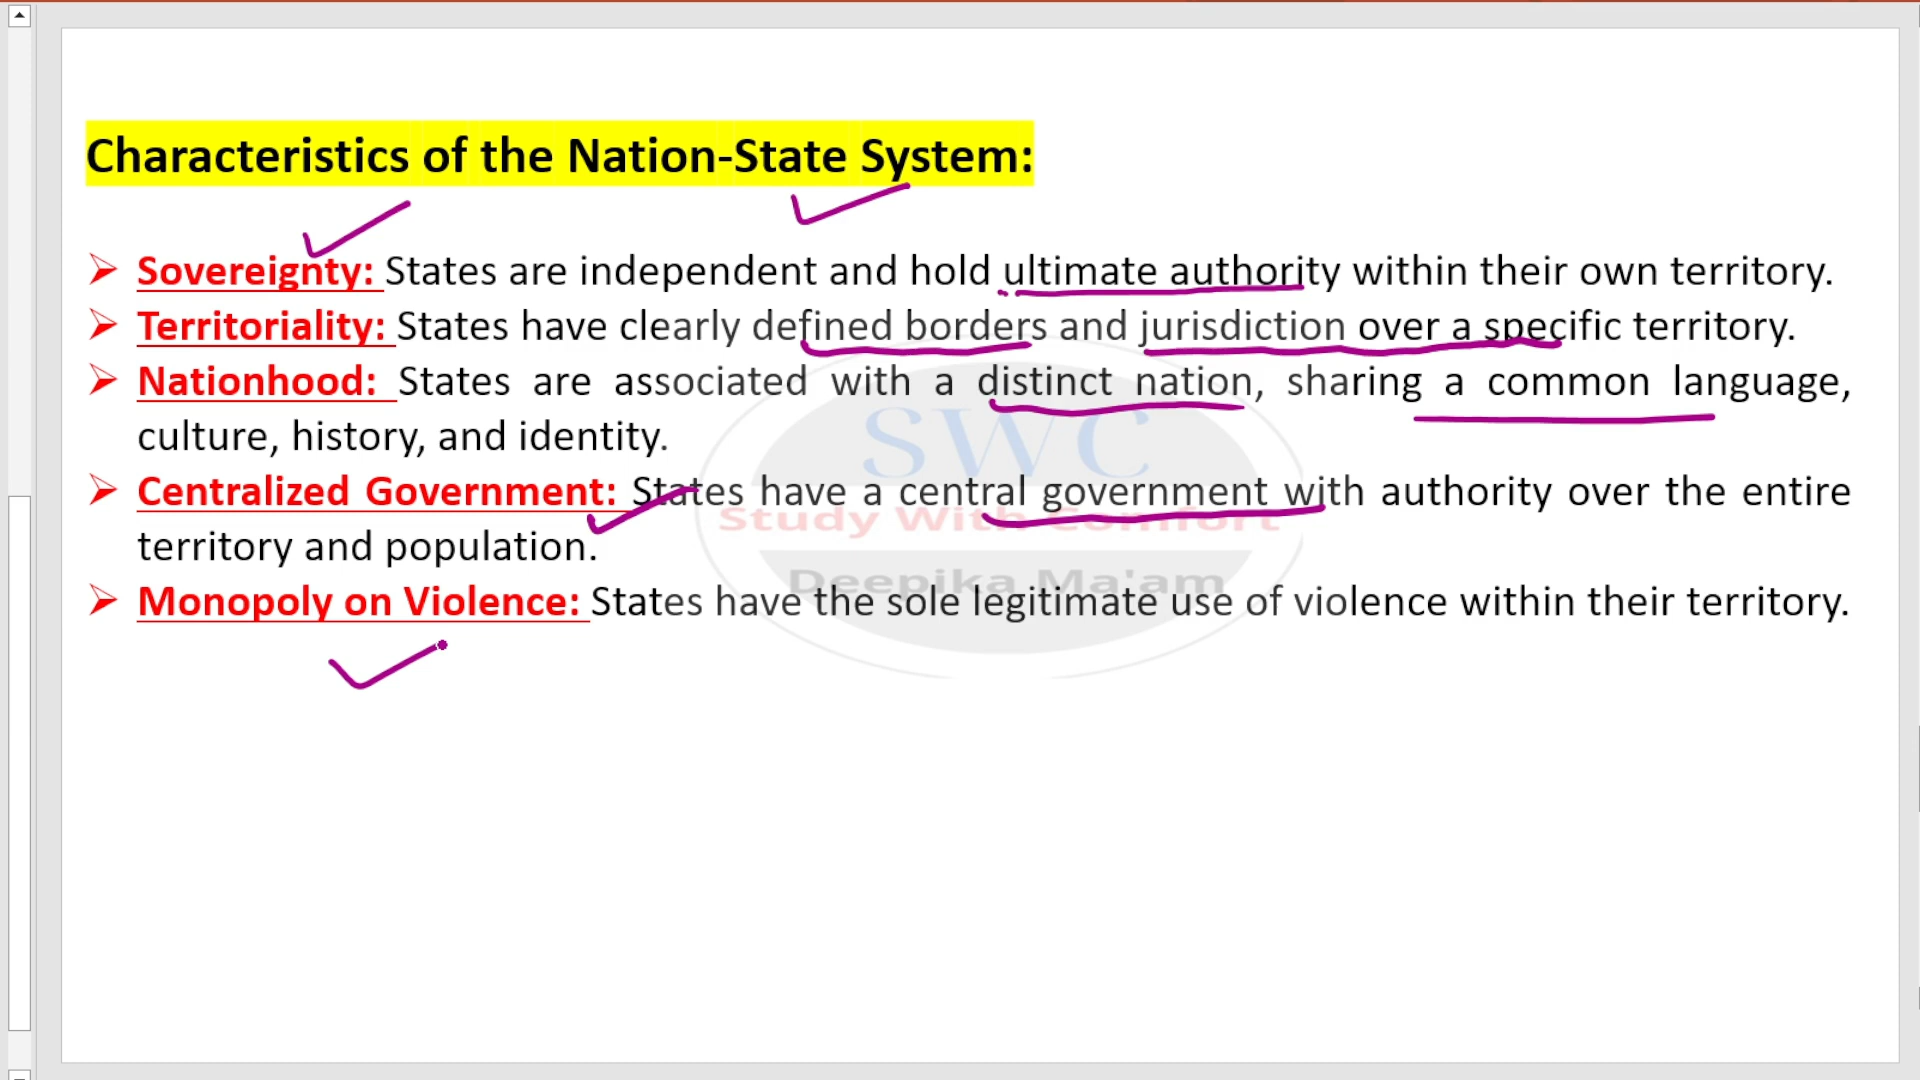 Characteristics of the Nation-State System:
➢ Sovereignty: States are independent and hold ultimate authority within their own territory.
➢ Territoriality: States have clearly defined borders and jurisdiction over a specific territory.
➢ Nationhood: States are associated with a distinct nation, sharing a common language,
culture, history, and identity.
➢ Centralized Government: States have a central government with authority over the entire
territory and population.
➢ Monopoly on Violence: States have the sole legitimate use of violence within their territory.
SWC
Study With Comfort
Deepika Ma'am